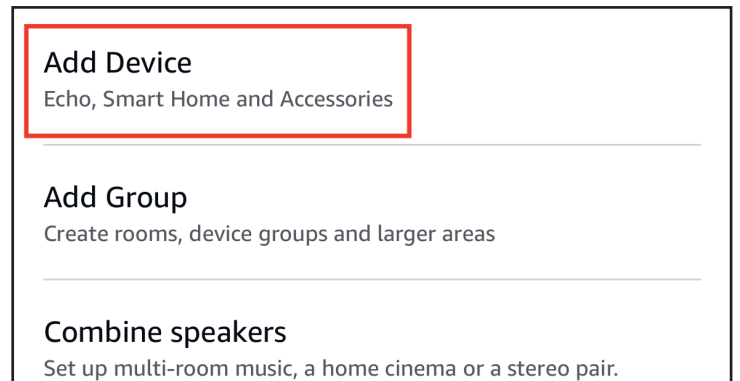 Add Device
Echo, Smart Home and Accessories
Add Group
Create rooms, device groups and larger areas
Combine speakers
Set up multi-room music, a home cinema or a stereo pair.